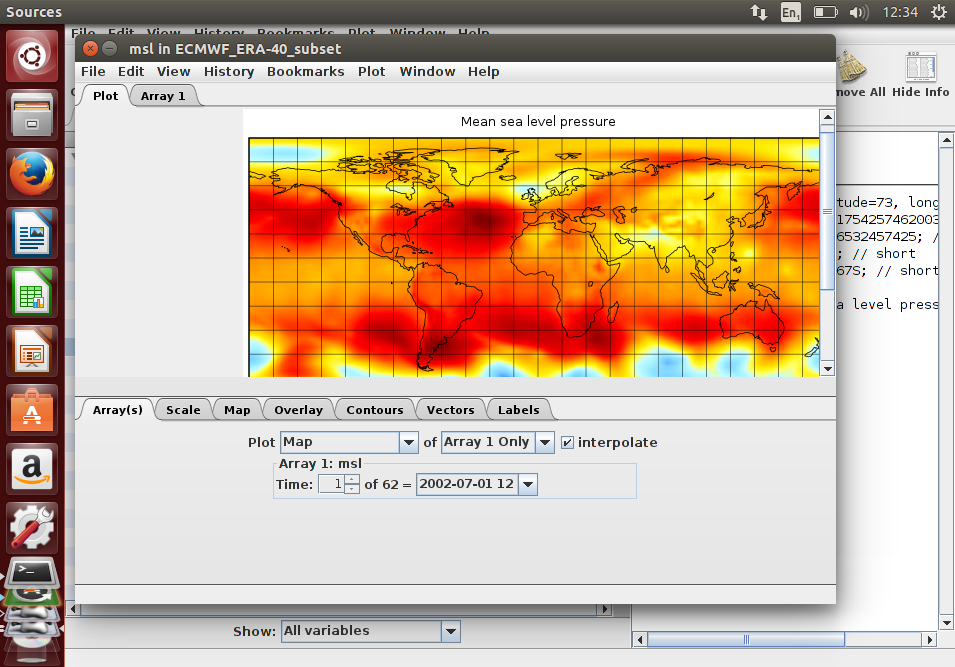 Sources
En1
12:34
File Edit View History Bookmarks Plot Window Help
msl in ECMWF_ERA-40_subset
File Edit View History Bookmarks Plot Window Help
Plot
Array 1
Mean sea level pressure
ove All
Hide Info
tude=73, long
1754257462003
6532457425; //
; // short
67S; // short
a level press
Array(s)
Scale
Map
Overlay
Contours
Vectors
Labels
Plot Map of Array 1 Only interpolate
Array 1: msl
Time: 1 of 62 = 2002-07-01 12
Show: All variables